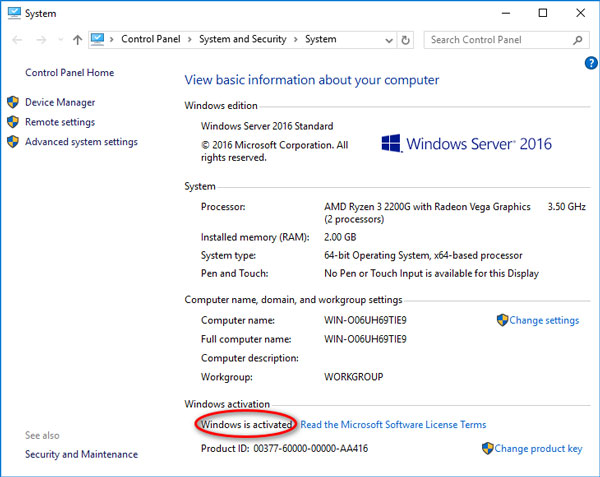 System
Control Panel > System and Security > System
Search Control Panel
Control Panel Home
Device Manager
Remote settings
Advanced system settings
See also
Security and Maintenance
?
View basic information about your computer
Windows edition
Windows Server 2016 Standard
© 2016 Microsoft Corporation. All
rights reserved.
Windows Server® 2016
System
Processor: AMD Ryzen 3 2200G with Radeon Vega Graphics 3.50 GHz
(2 processors)
Installed memory (RAM): 2.00 GB
System type: 64-bit Operating System, x64-based processor
Pen and Touch: No Pen or Touch Input is available for this Display
Computer name, domain, and workgroup settings
Computer name: WIN-O06UH69TIE9 Change settings
Full computer name: WIN-O06UH69TIE9
Computer description:
Workgroup: WORKGROUP
Windows activation
Windows is activated Read the Microsoft Software License Terms
Product ID: 00377-60000-00000-AA416 Change product key